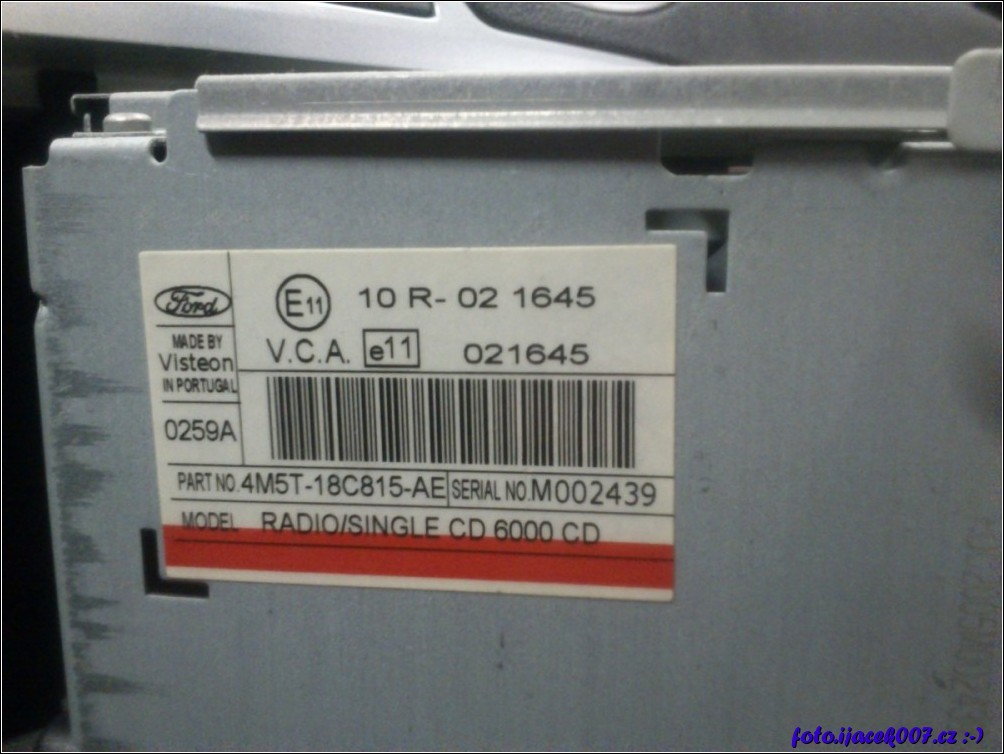 Ford
E11 10 R- 02 1645
MADE BY
Visteon
IN PORTUGAL
V.C.A. e11 021645
0259A
PART NO. 4M5T-18C815-AE SERIAL NO. M002439
MODEL RADIO/SINGLE CD 6000 CD
foto.ijacek007.cz :-)